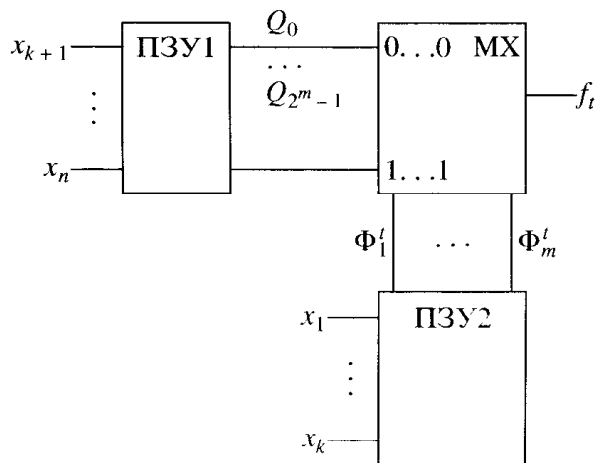 x_{k+1} ПЗУ1 Q_0 0...0 MX
...
Q_{2^m-1}
f_t
x_n 1...1
Φ_1^t ... Φ_m^t
ПЗУ2
x_1
x_k